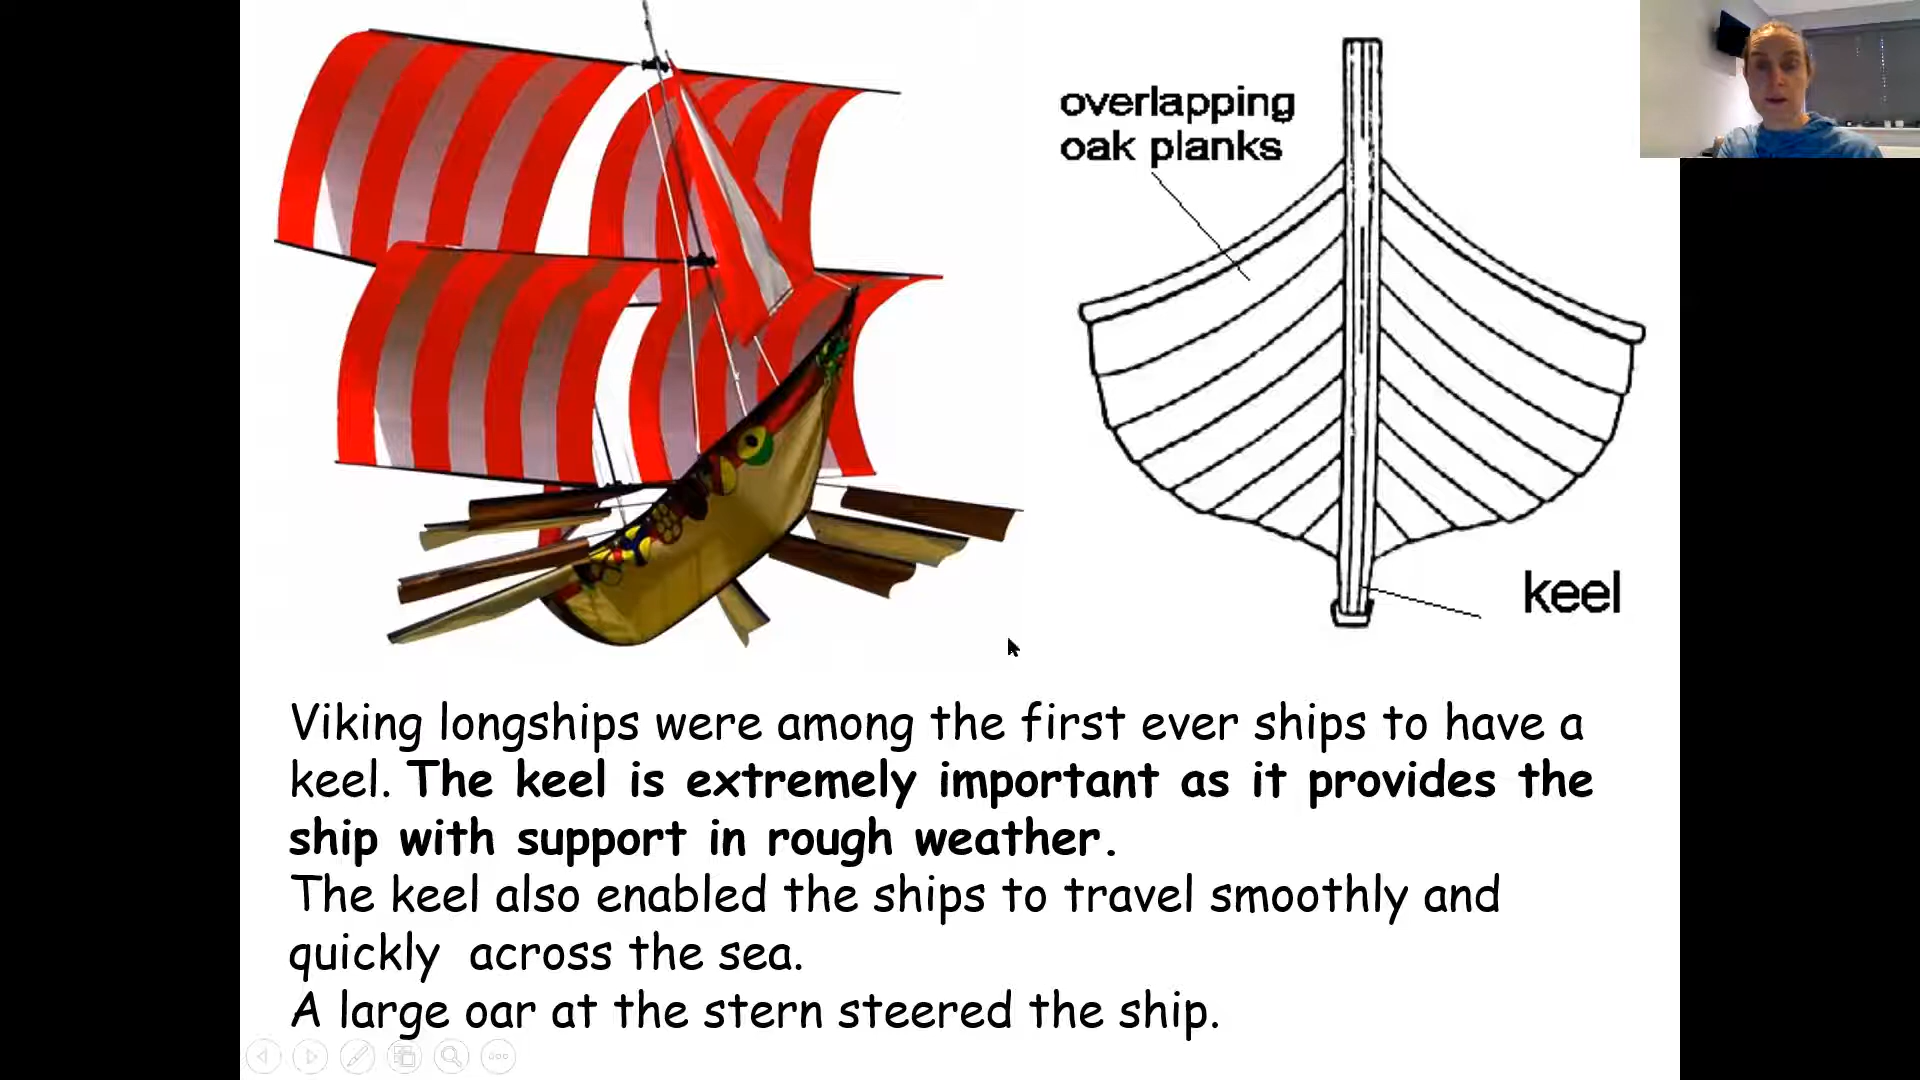 overlapping
oak planks
keel
Viking longships were among the first ever ships to have a
keel. The keel is extremely important as it provides the
ship with support in rough weather.
The keel also enabled the ships to travel smoothly and
quickly  across the sea.
A large oar at the stern steered the ship.